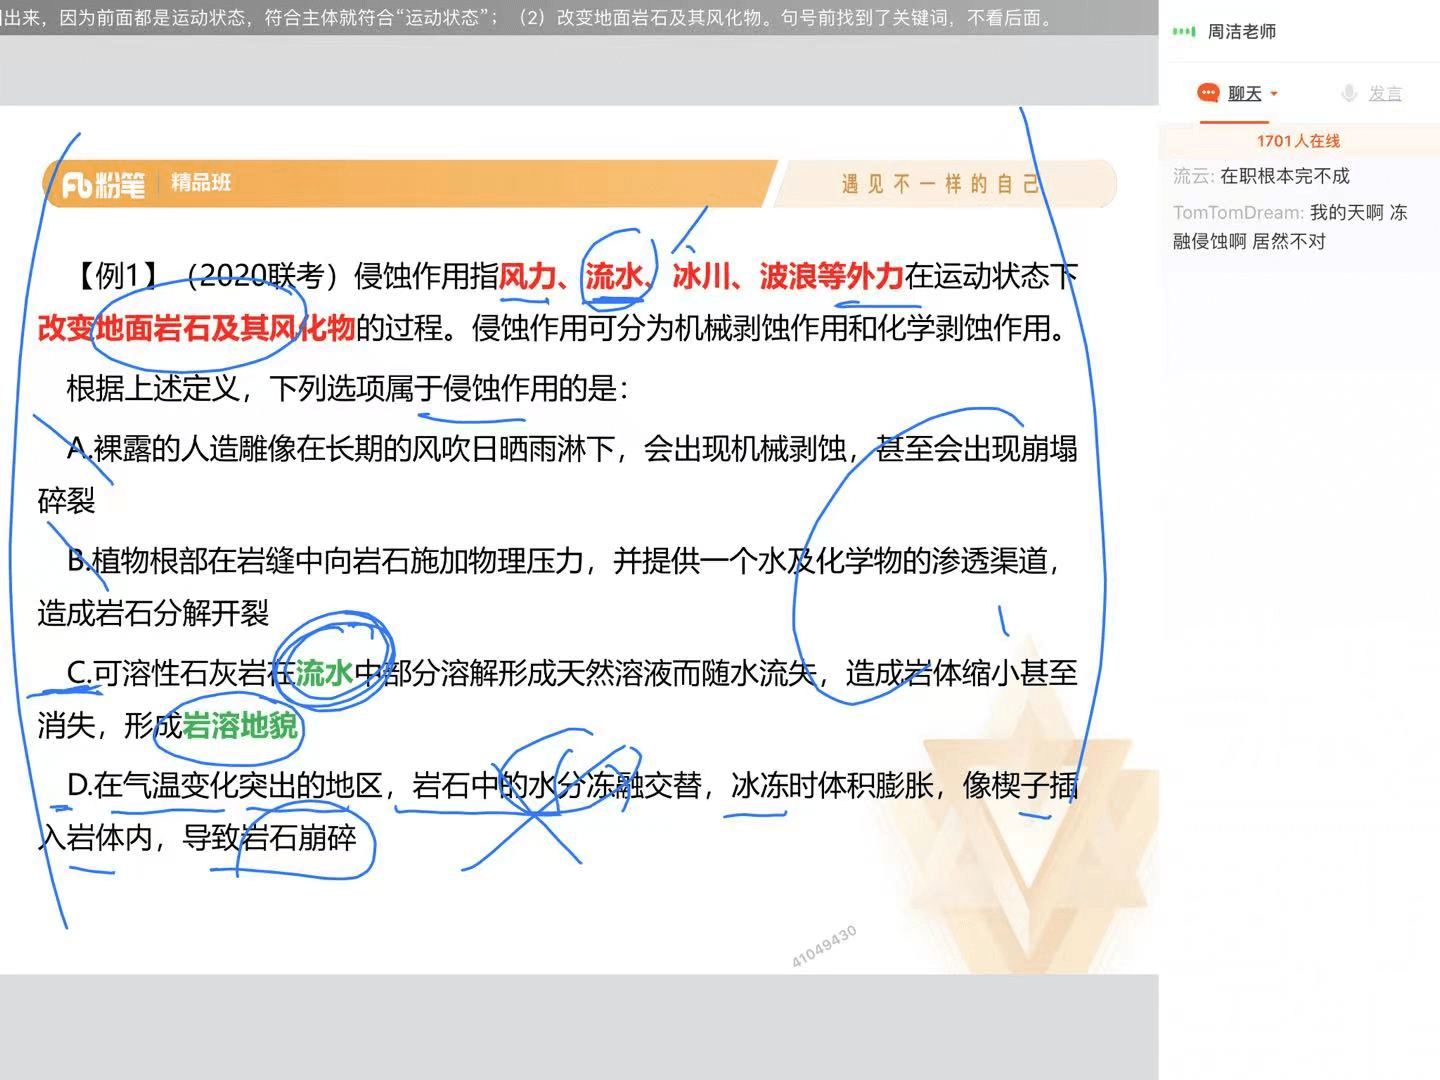 出来，因为前面都是运动状态，符合主体就符合“运动状态”；（2）改变地面岩石及其风化物。句号前找到了关键词，不看后面。
周洁老师
聊天 发言
1701人在线
流云: 在职根本完不成
TomTomDream: 我的天啊 冻
融侵蚀啊 居然不对
粉笔 | 精品班
遇见不一样的自己
【例1】（2020联考）侵蚀作用指风力、流水、冰川、波浪等外力在运动状态下
改变地面岩石及其风化物的过程。侵蚀作用可分为机械剥蚀作用和化学剥蚀作用。
根据上述定义，下列选项属于侵蚀作用的是：
A.裸露的人造雕像在长期的风吹日晒雨淋下，会出现机械剥蚀，甚至会出现崩塌
碎裂
B.植物根部在岩缝中向岩石施加物理压力，并提供一个水及化学物的渗透渠道，
造成岩石分解开裂
C.可溶性石灰岩在流水中部分溶解形成天然溶液而随水流失，造成岩体缩小甚至
消失，形成岩溶地貌
D.在气温变化突出的地区，岩石中的水分冻融交替，冰冻时体积膨胀，像楔子插
入岩体内，导致岩石崩碎
41049430